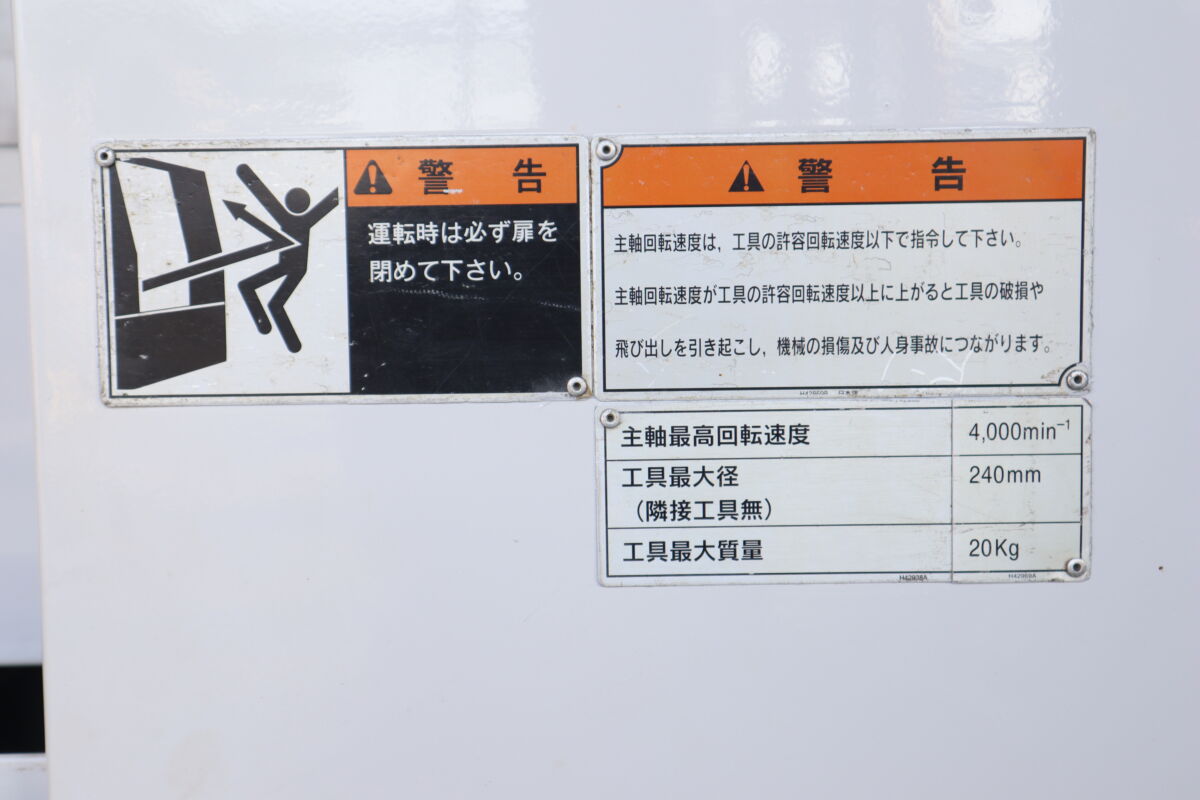 警告
運転時は必ず扉を
閉めて下さい。
警告
主軸回転速度は，工具の許容回転速度以下で指令して下さい。
主軸回転速度が工具の許容回転速度以上に上がると工具の破損や
飛び出しを引き起こし，機械の損傷及び人身事故につながります。
主軸最高回転速度 4,000min⁻¹
工具最大径 240mm
（隣接工具無）
工具最大質量 20Kg
H42938A H42969A